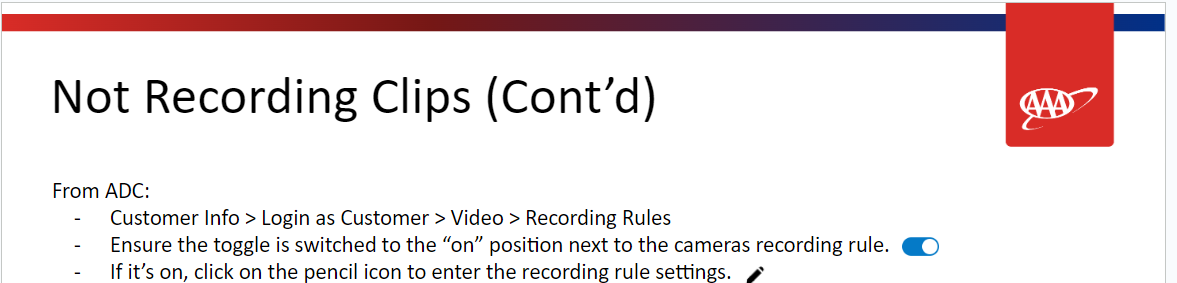 Not Recording Clips (Cont’d)
AAA
From ADC:
- Customer Info > Login as Customer > Video > Recording Rules
- Ensure the toggle is switched to the “on” position next to the cameras recording rule.
- If it’s on, click on the pencil icon to enter the recording rule settings.